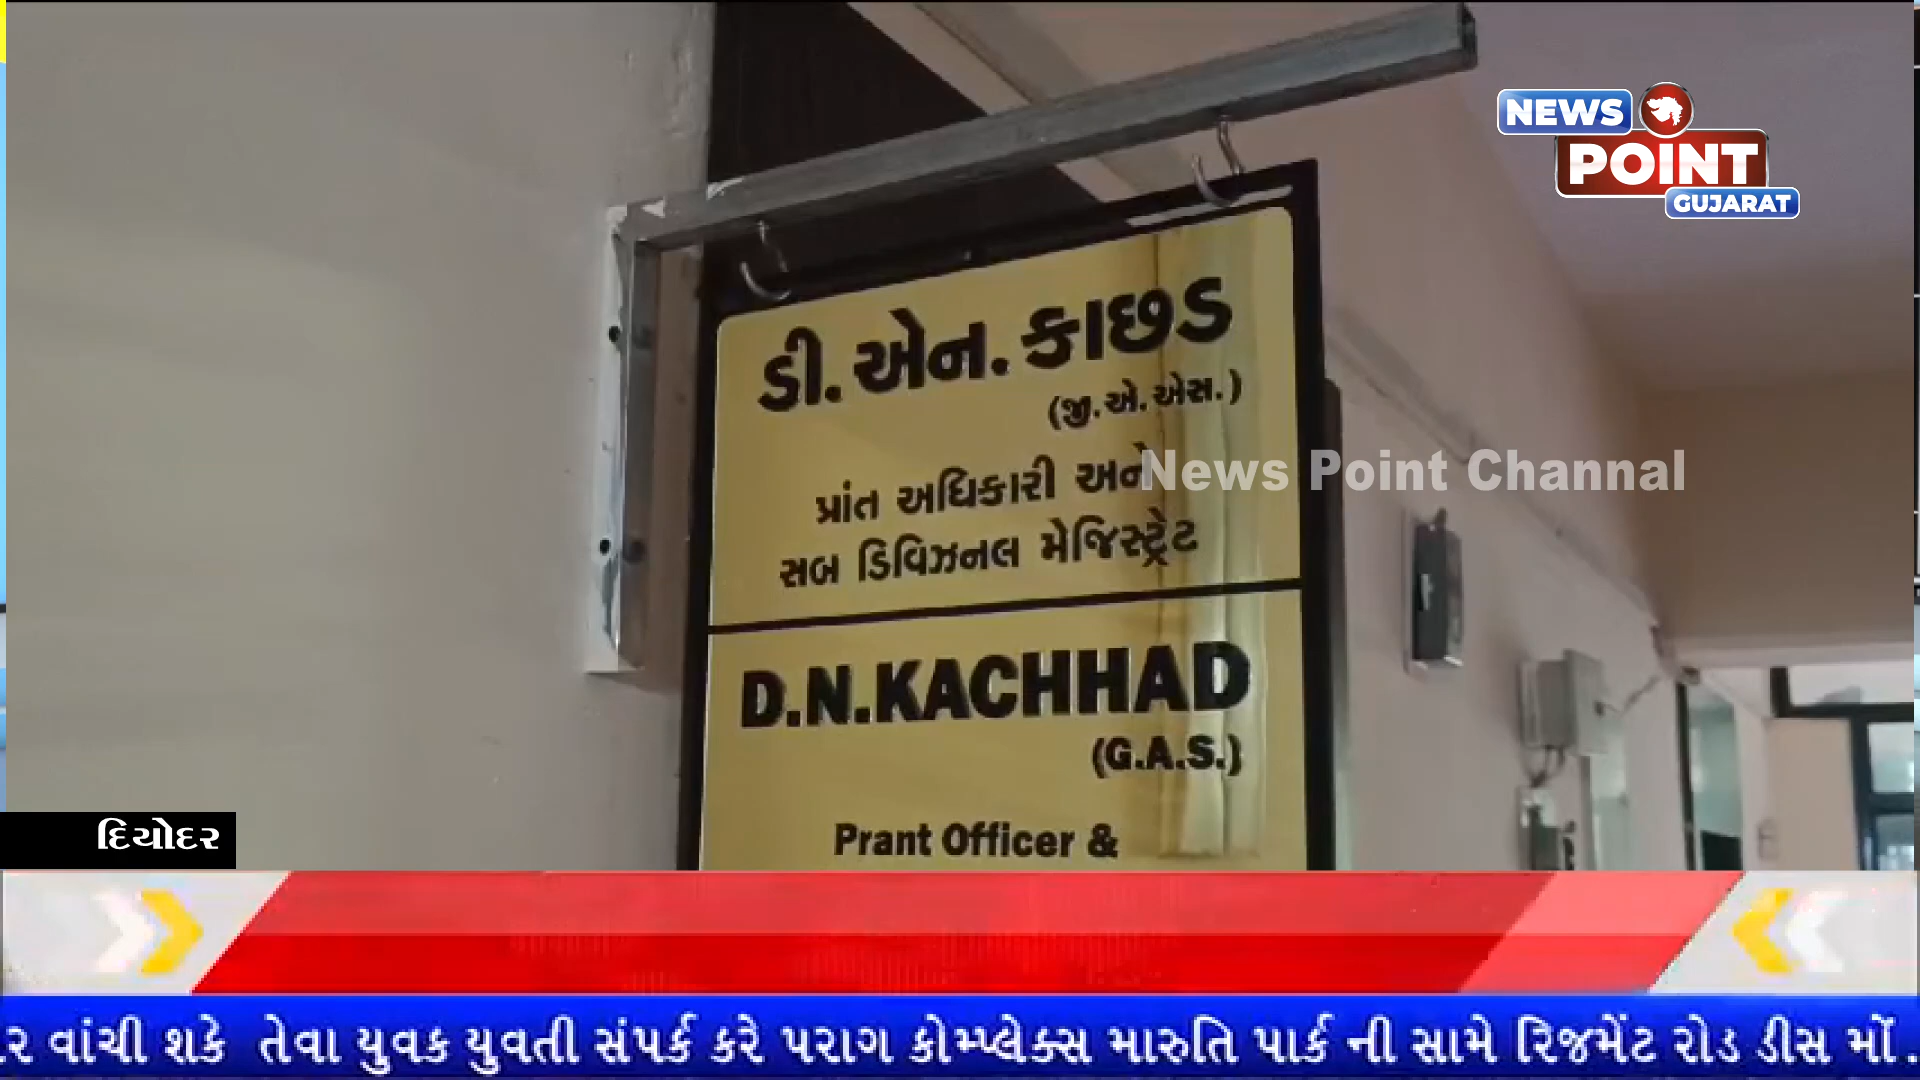 NEWS
POINT
GUJARAT
ડી.એન.કાછડ
(જી.એ.એસ.)
પ્રાંત અધિકારી અને
News Point Channal
સબ ડિવિઝનલ મેજિસ્ટ્રેટ
D.N.KACHHAD
(G.A.S.)
Prant Officer &
દિયોદર
વાંચી શકે તેવા યુવક યુવતી સંપર્ક કરે પરાગ કોમ્પ્લેક્સ મારુતિ પાર્ક ની સામે રિજમેંટ રોડ ડીસ મોં.